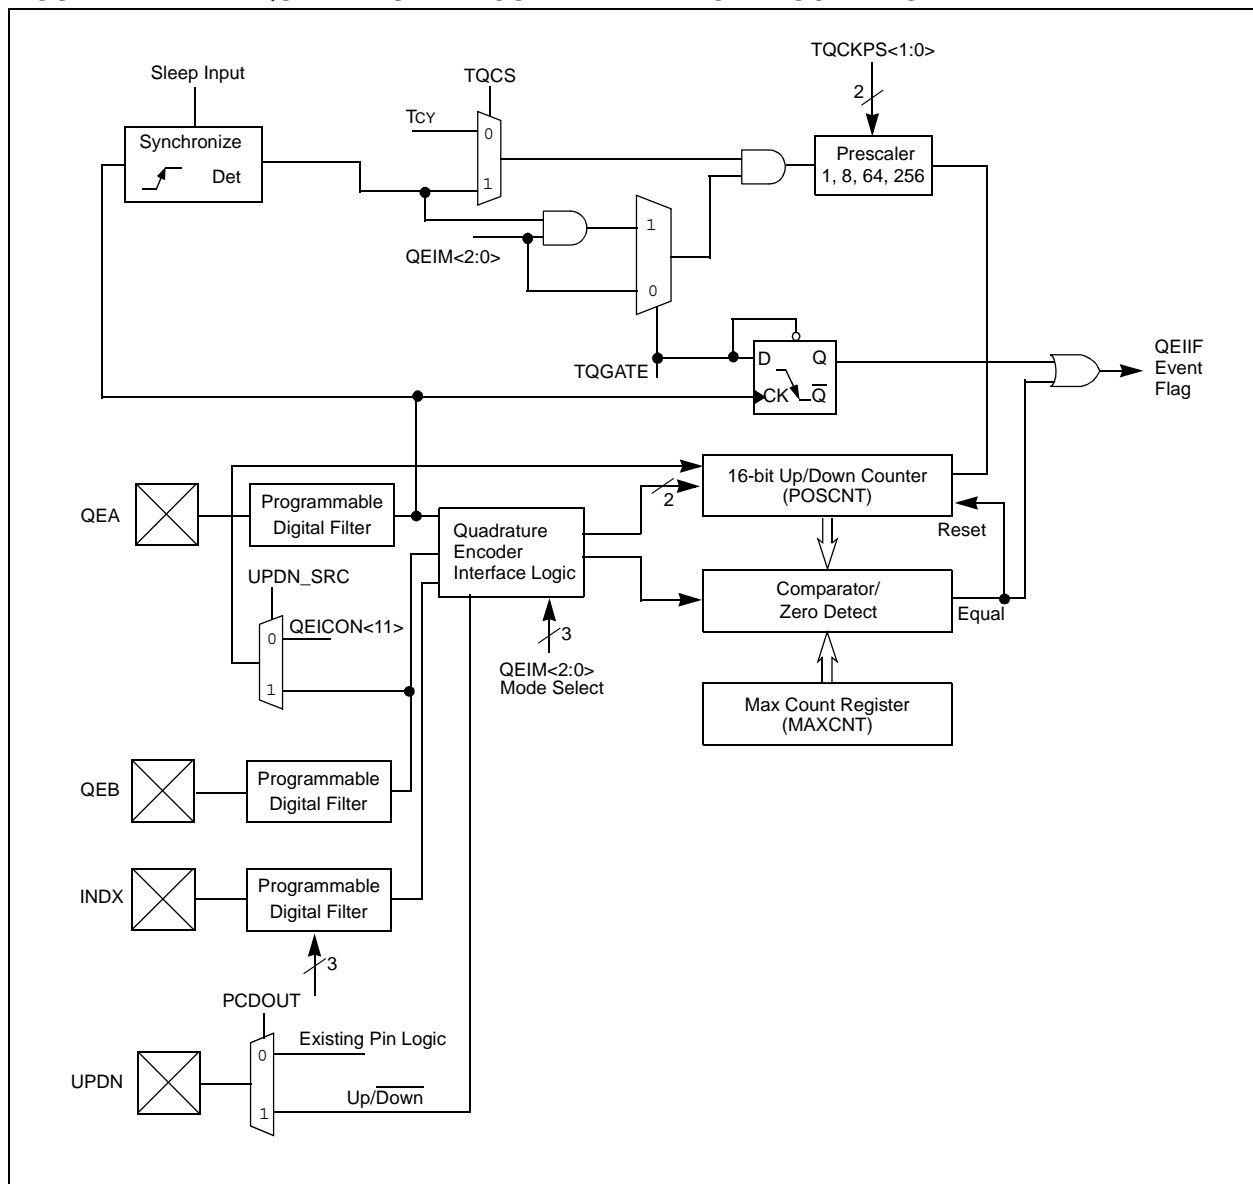 TQCKPS<1:0>
Sleep Input
TQCS
2
TCY
0
Synchronize
Det
1
Prescaler
1, 8, 64, 256
1
QEIM<2:0>
0
D Q
TQGATE
CK Q
QEIIF
Event
Flag
16-bit Up/Down Counter
(POSCNT)
2
Reset
QEA
Programmable
Digital Filter
Quadrature
Encoder
Interface Logic
UPDN_SRC
0
QEICON<11>
1
Comparator/
Zero Detect
Equal
3
QEIM<2:0>
Mode Select
Max Count Register
(MAXCNT)
QEB
Programmable
Digital Filter
INDX
Programmable
Digital Filter
3
PCDOUT
0
Existing Pin Logic
UPDN
Up/Down
1